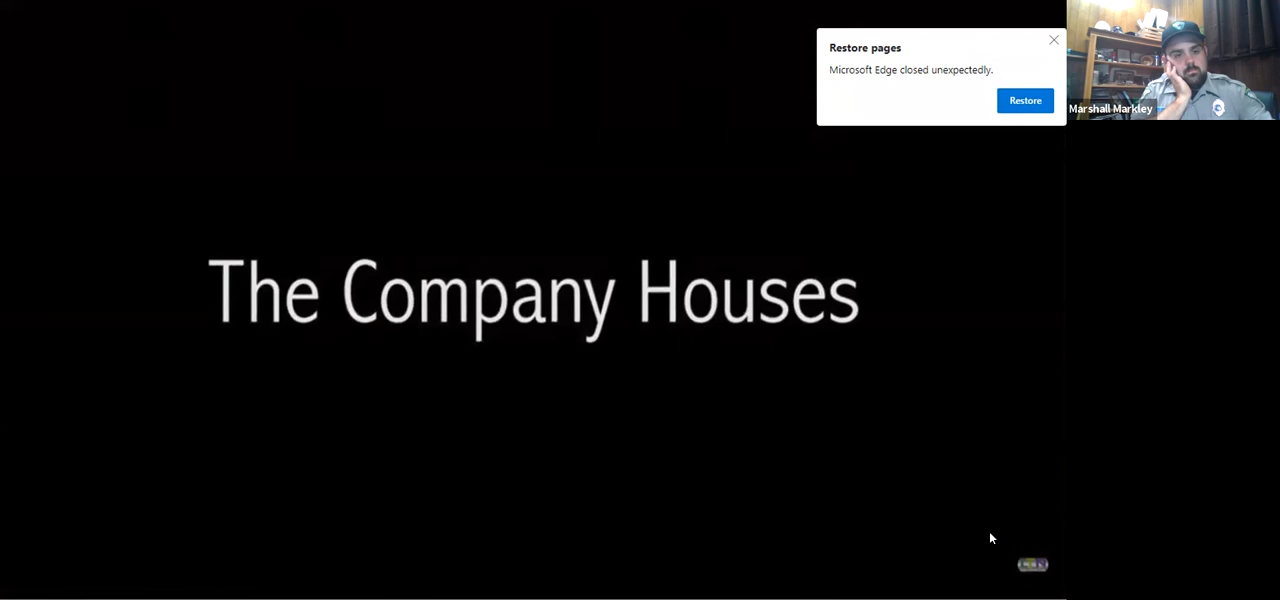 Restore pages
Microsoft Edge closed unexpectedly.
Restore
Marshall Markley
The Company Houses